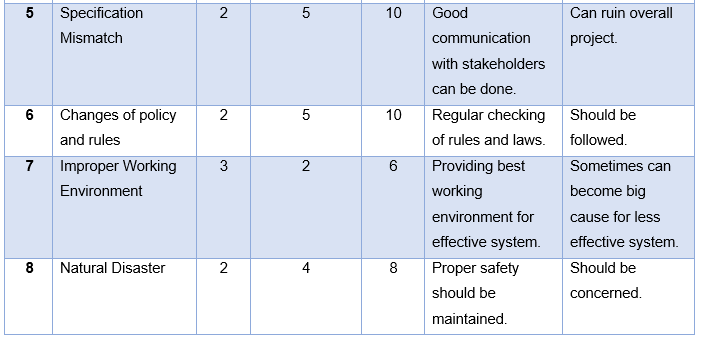 5 Specification 2 5 10 Good Can ruin overall
Mismatch communication project.
with stakeholders
can be done.
6 Changes of policy 2 5 10 Regular checking Should be
and rules of rules and laws. followed.
7 Improper Working 3 2 6 Providing best Sometimes can
Environment working become big
environment for cause for less
effective system. effective system.
8 Natural Disaster 2 4 8 Proper safety Should be
should be concerned.
maintained.